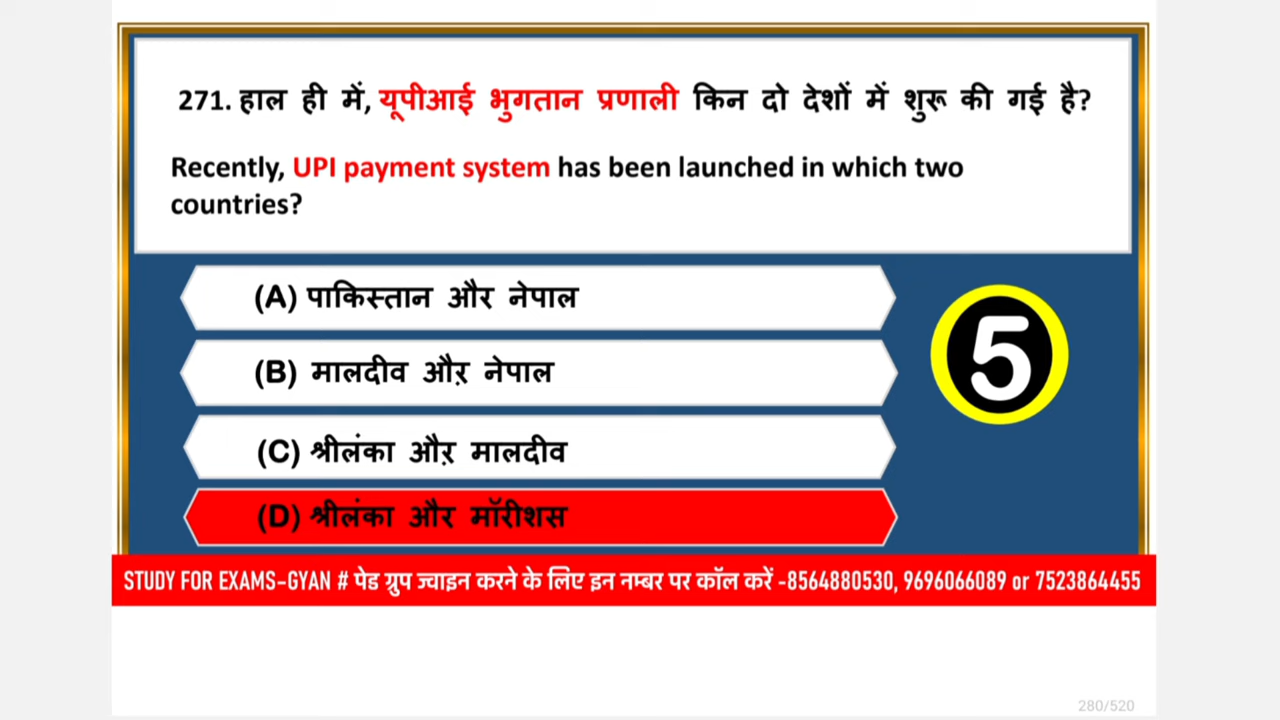 271. हाल ही में, यूपीआई भुगतान प्रणाली किन दो देशों में शुरू की गई है?
Recently, UPI payment system has been launched in which two
countries?
(A) पाकिस्तान और नेपाल
(B) मालदीव औऱ नेपाल
(C) श्रीलंका औऱ मालदीव
(D) श्रीलंका और मॉरीशस
5
STUDY FOR EXAMS-GYAN # पेड ग्रुप ज्वाइन करने के लिए इन नम्बर पर कॉल करें -8564880530, 9696066089 or 7523864455
280/520